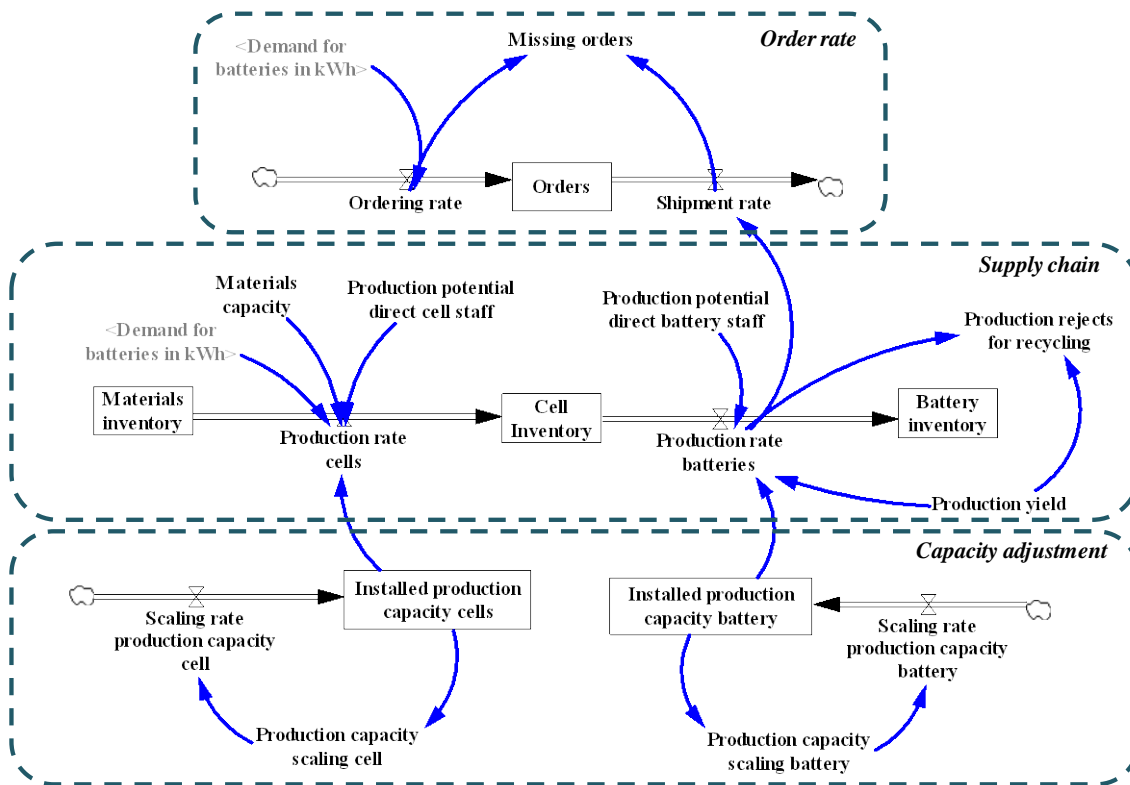 Order rate
Missing orders
<Demand for
batteries in kWh>
Orders
Ordering rate
Shipment rate
Supply chain
Materials
capacity
Production potential
direct cell staff
Production potential
direct battery staff
Production rejects
for recycling
<Demand for
batteries in kWh>
Materials
inventory
Cell
Inventory
Battery
inventory
Production rate
cells
Production rate
batteries
Production yield
Capacity adjustment
Installed production
capacity cells
Installed production
capacity battery
Scaling rate
production capacity
cell
Scaling rate
production capacity
battery
Production capacity
scaling cell
Production capacity
scaling battery